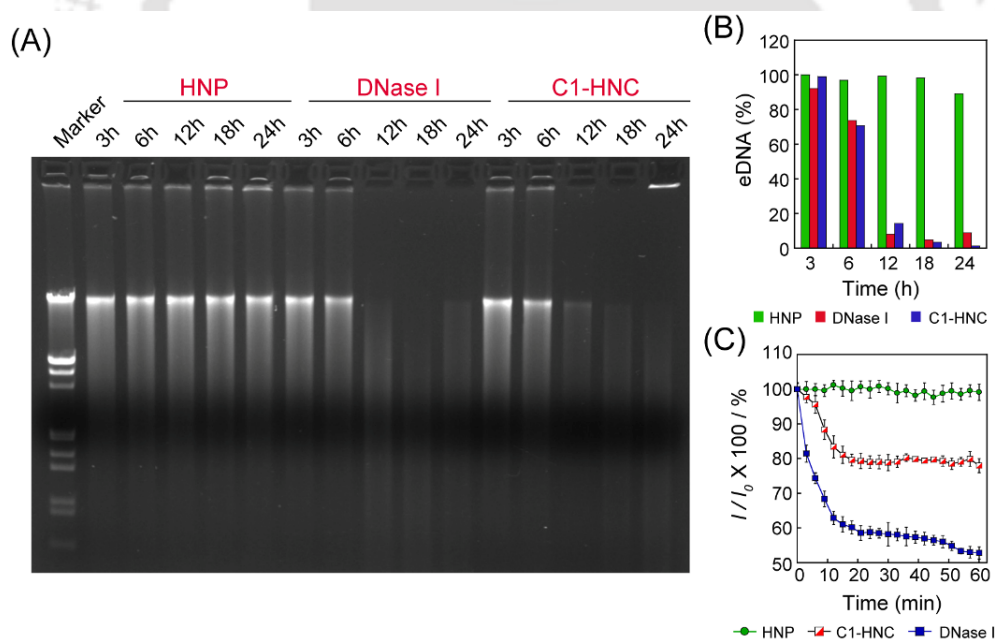 (A)
HNP DNase I C1-HNC
Marker 3h 6h 12h 18h 24h 3h 6h 12h 18h 24h 3h 6h 12h 18h 24h
(B)
120
100
80
60
40
20
0
eDNA (%)
3 6 12 18 24
Time (h)
HNP DNase I C1-HNC
(C)
110
100
90
80
70
60
50
I / I0 X 100 / %
0 10 20 30 40 50 60
Time (min)
HNP C1-HNC DNase I